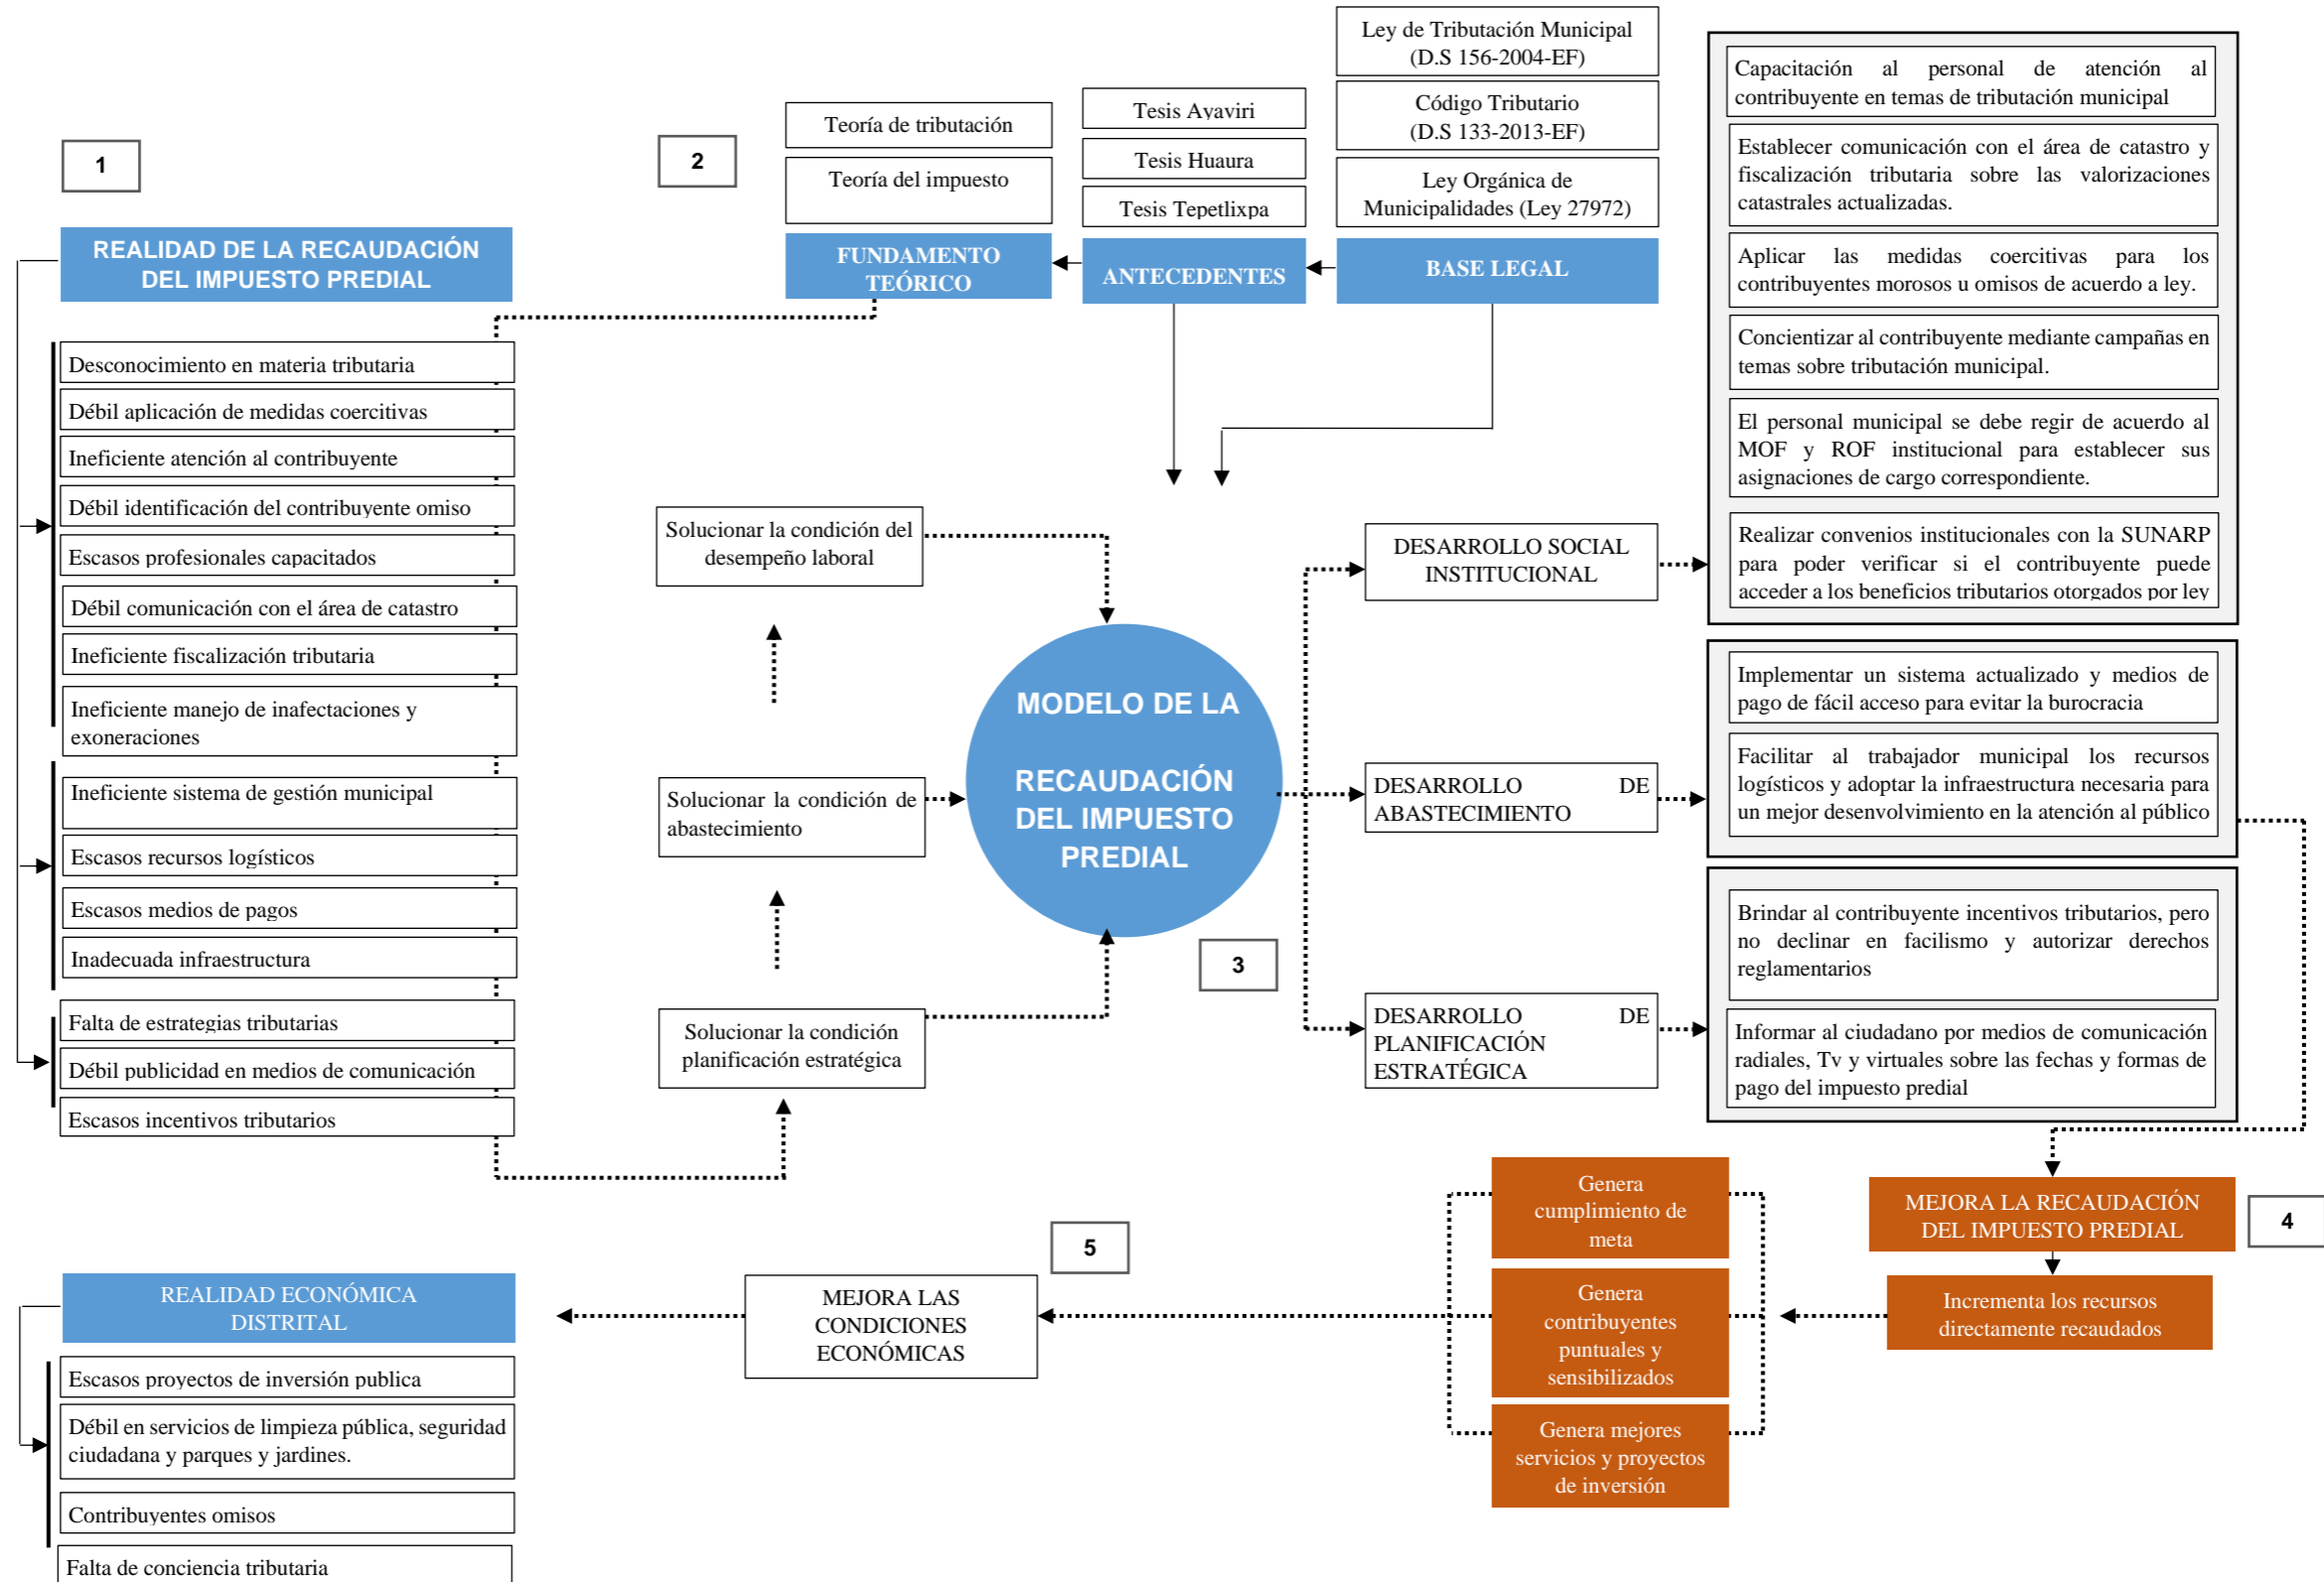 1
REALIDAD DE LA RECAUDACIÓN
DEL IMPUESTO PREDIAL
Desconocimiento en materia tributaria
Débil aplicación de medidas coercitivas
Ineficiente atención al contribuyente
Débil identificación del contribuyente omiso
Escasos profesionales capacitados
Débil comunicación con el área de catastro
Ineficiente fiscalización tributaria
Ineficiente manejo de inafectaciones y
exoneraciones
Ineficiente sistema de gestión municipal
Escasos recursos logísticos
Escasos medios de pagos
Inadecuada infraestructura
Falta de estrategias tributarias
Débil publicidad en medios de comunicación
Escasos incentivos tributarios
2
Teoría de tributación
Teoría del impuesto
FUNDAMENTO
TEÓRICO
Tesis Ayaviri
Tesis Huaura
Tesis Tepetlixpa
ANTECEDENTES
Ley de Tributación Municipal
(D.S 156-2004-EF)
Código Tributario
(D.S 133-2013-EF)
Ley Orgánica de
Municipalidades (Ley 27972)
BASE LEGAL
Solucionar la condición del
desempeño laboral
Solucionar la condición de
abastecimiento
Solucionar la condición
planificación estratégica
MODELO DE LA
RECAUDACIÓN
DEL IMPUESTO
PREDIAL
3
DESARROLLO SOCIAL
INSTITUCIONAL
DESARROLLO DE
ABASTECIMIENTO
DESARROLLO DE
PLANIFICACIÓN
ESTRATÉGICA
Capacitación al personal de atención al
contribuyente en temas de tributación municipal
Establecer comunicación con el área de catastro y
fiscalización tributaria sobre las valorizaciones
catastrales actualizadas.
Aplicar las medidas coercitivas para los
contribuyentes morosos u omisos de acuerdo a ley.
Concientizar al contribuyente mediante campañas en
temas sobre tributación municipal.
El personal municipal se debe regir de acuerdo al
MOF y ROF institucional para establecer sus
asignaciones de cargo correspondiente.
Realizar convenios institucionales con la SUNARP
para poder verificar si el contribuyente puede
acceder a los beneficios tributarios otorgados por ley
Implementar un sistema actualizado y medios de
pago de fácil acceso para evitar la burocracia
Facilitar al trabajador municipal los recursos
logísticos y adoptar la infraestructura necesaria para
un mejor desenvolvimiento en la atención al público
Brindar al contribuyente incentivos tributarios, pero
no declinar en facilismo y autorizar derechos
reglamentarios
Informar al ciudadano por medios de comunicación
radiales, Tv y virtuales sobre las fechas y formas de
pago del impuesto predial
MEJORA LA RECAUDACIÓN
DEL IMPUESTO PREDIAL
4
Incrementa los recursos
directamente recaudados
Genera
cumplimiento de
meta
Genera
contribuyentes
puntuales y
sensibilizados
Genera mejores
servicios y proyectos
de inversión
5
MEJORA LAS
CONDICIONES
ECONÓMICAS
REALIDAD ECONÓMICA
DISTRITAL
Escasos proyectos de inversión publica
Débil en servicios de limpieza pública, seguridad
ciudadana y parques y jardines.
Contribuyentes omisos
Falta de conciencia tributaria